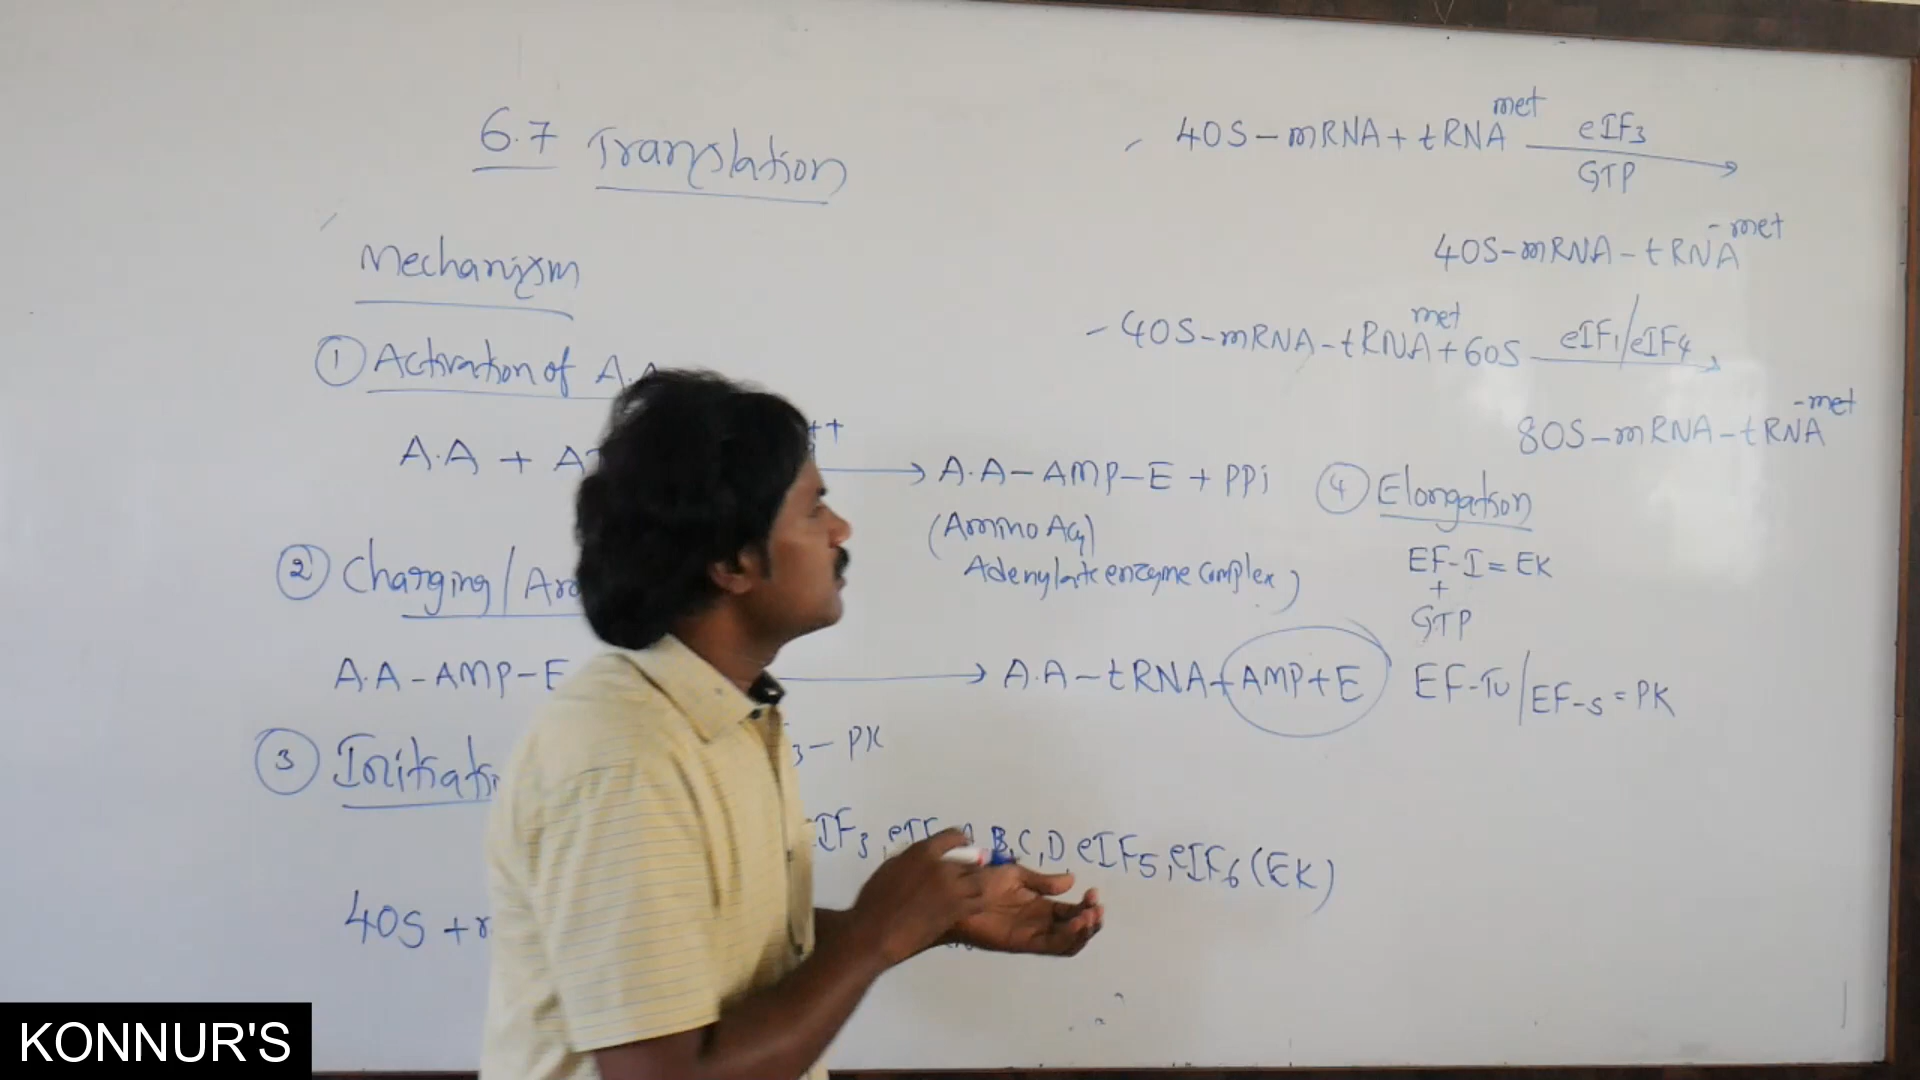 6.7 Translation
Mechanism
① Activation of A.A
A.A + A
++
A.A-AMP-E + PPi
(Amino Acyl
Adenylate enzyme complex)
② Charging/
A.A-AMP-E
A.A-tRNA+AMP+E
③ Initiati
3-PK
IF3, B,C,D eIF5, eIF6 (EK)
40S +
40S-mRNA+tRNA met eIF3
GTP
40S-mRNA-tRNA-met
-40S-mRNA-tRNA met +60S eIF1/eIF4
80S-mRNA-tRNA-met
④ Elongation
EF-I = EK
+
GTP
EF-Tu/EF-S = PK
KONNUR'S